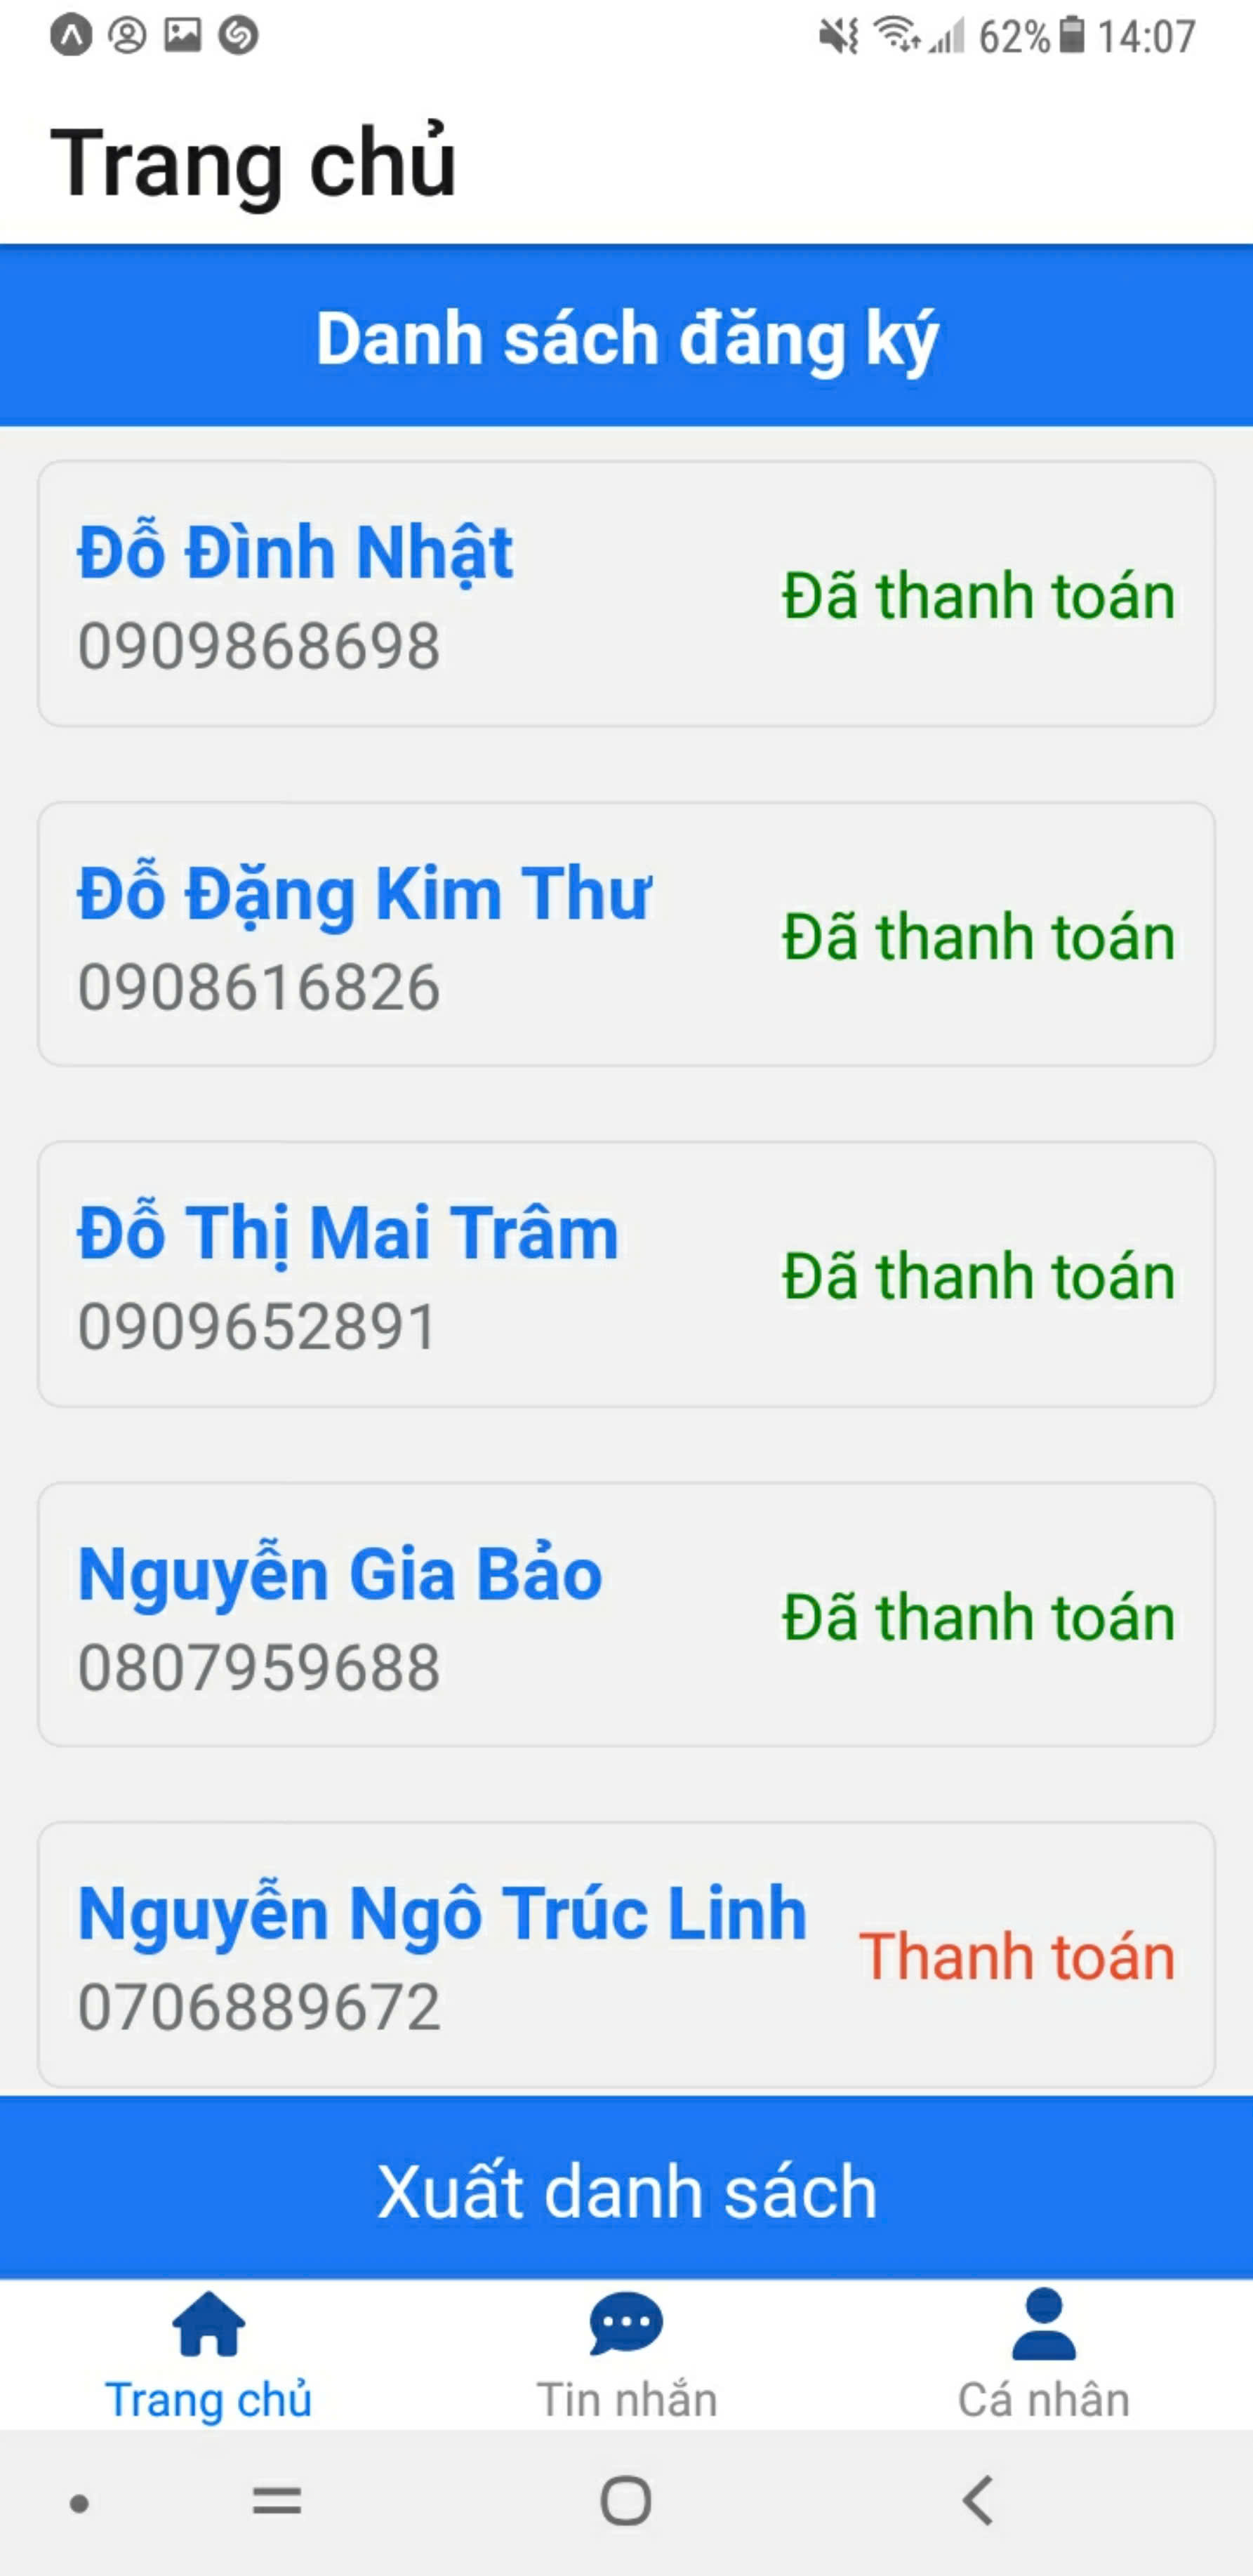 62% 14:07
Trang chủ
Danh sách đăng ký
Đỗ Đình Nhật
0909868698
Đã thanh toán
Đỗ Đặng Kim Thư
0908616826
Đã thanh toán
Đỗ Thị Mai Trâm
0909652891
Đã thanh toán
Nguyễn Gia Bảo
0807959688
Đã thanh toán
Nguyễn Ngô Trúc Linh
0706889672
Thanh toán
Xuất danh sách
Trang chủ
Tin nhắn
Cá nhân